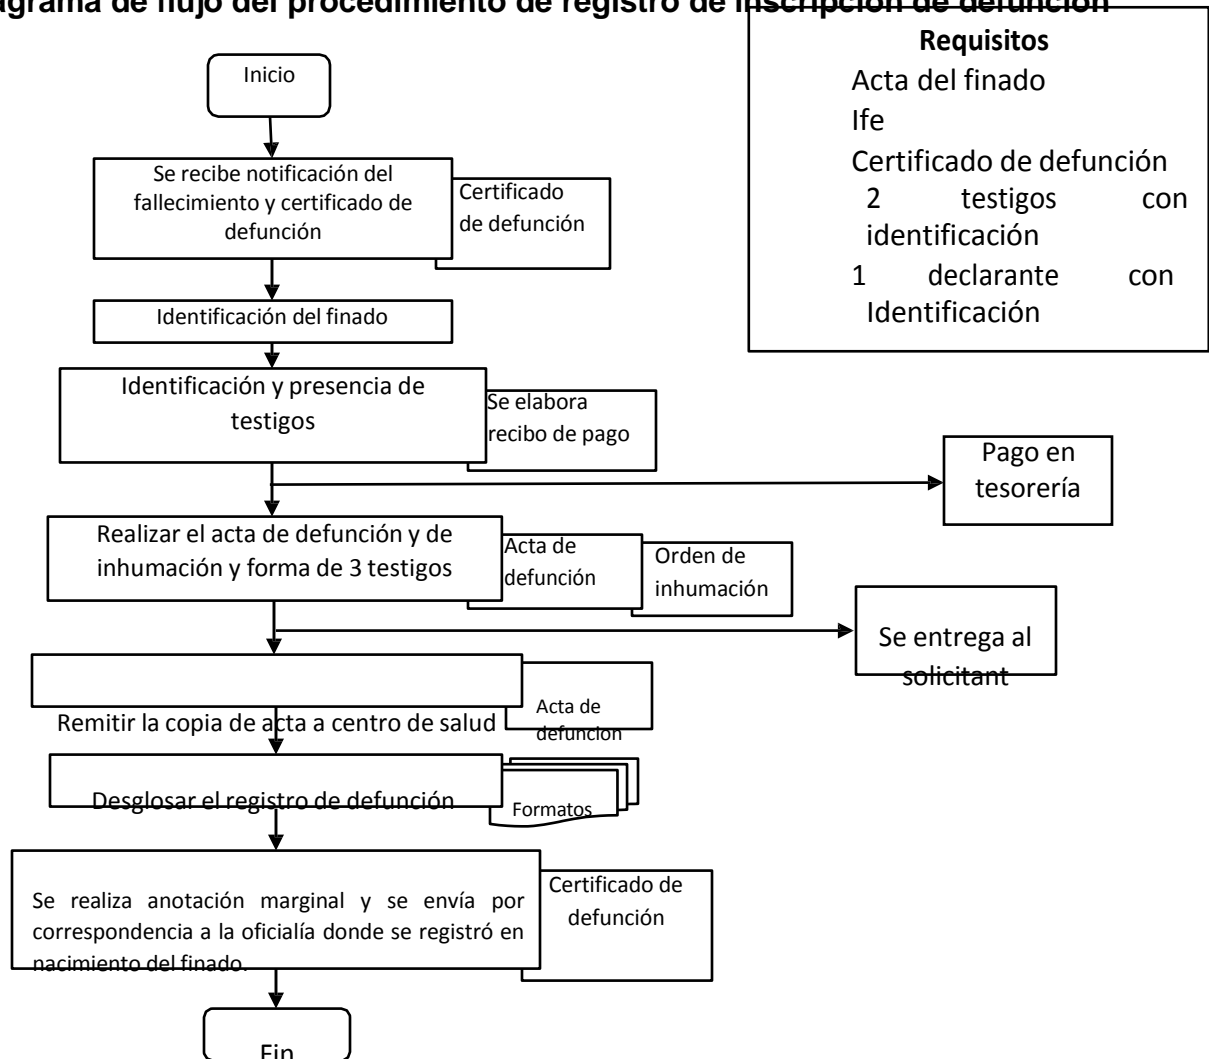 agrama de flujo del procedimiento de registro de inscripción de defunción
Requisitos
Acta del finado
Ife
Certificado de defunción
2 testigos con
identificación
1 declarante con
Identificación
Inicio
Se recibe notificación del
fallecimiento y certificado de
defunción
Certificado
de defunción
Identificación del finado
Identificación y presencia de
testigos
Se elabora
recibo de pago
Pago en
tesorería
Realizar el acta de defunción y de
inhumación y forma de 3 testigos
Acta de
defunción
Orden de
inhumación
Se entrega al
solicitant
Remitir la copia de acta a centro de salud
Acta de
defuncion
Desglosar el registro de defunción
Formatos
Se realiza anotación marginal y se envía por
correspondencia a la oficialía donde se registró en
nacimiento del finado.
Certificado de
defunción
Fin